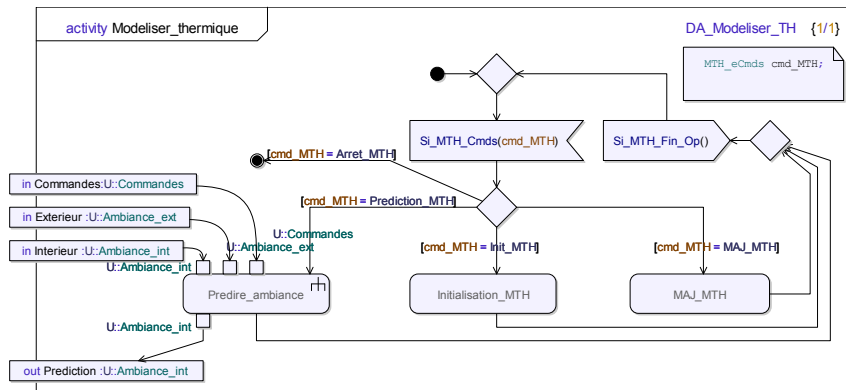 activity Modeliser_thermique
DA_Modeliser_TH {1/1}
MTH_eCmds cmd_MTH;
Si_MTH_Cmds(cmd_MTH)
Si_MTH_Fin_Op()
[cmd_MTH = Arret_MTH]
in Commandes:U::Commandes
[cmd_MTH = Prediction_MTH]
in Exterieur :U::Ambiance_ext
U::Commandes
U::Ambiance_ext
in Interieur :U::Ambiance_int
[cmd_MTH = Init_MTH]
[cmd_MTH = MAJ_MTH]
U::Ambiance_int
Predire_ambiance
Initialisation_MTH
MAJ_MTH
U::Ambiance_int
out Prediction :U::Ambiance_int